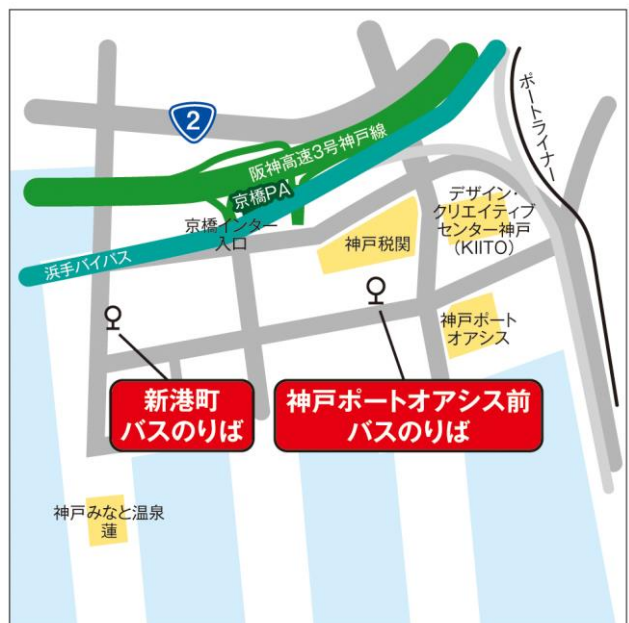 2
ポートライナー
阪神高速3号神戸線
京橋PA
京橋インター
入口
浜手バイパス
神戸税関
デザイン・
クリエイティブ
センター神戸
(KIITO)
神戸ポート
オアシス
新港町
バスのりば
神戸ポートオアシス前
バスのりば
神戸みなと温泉
蓮